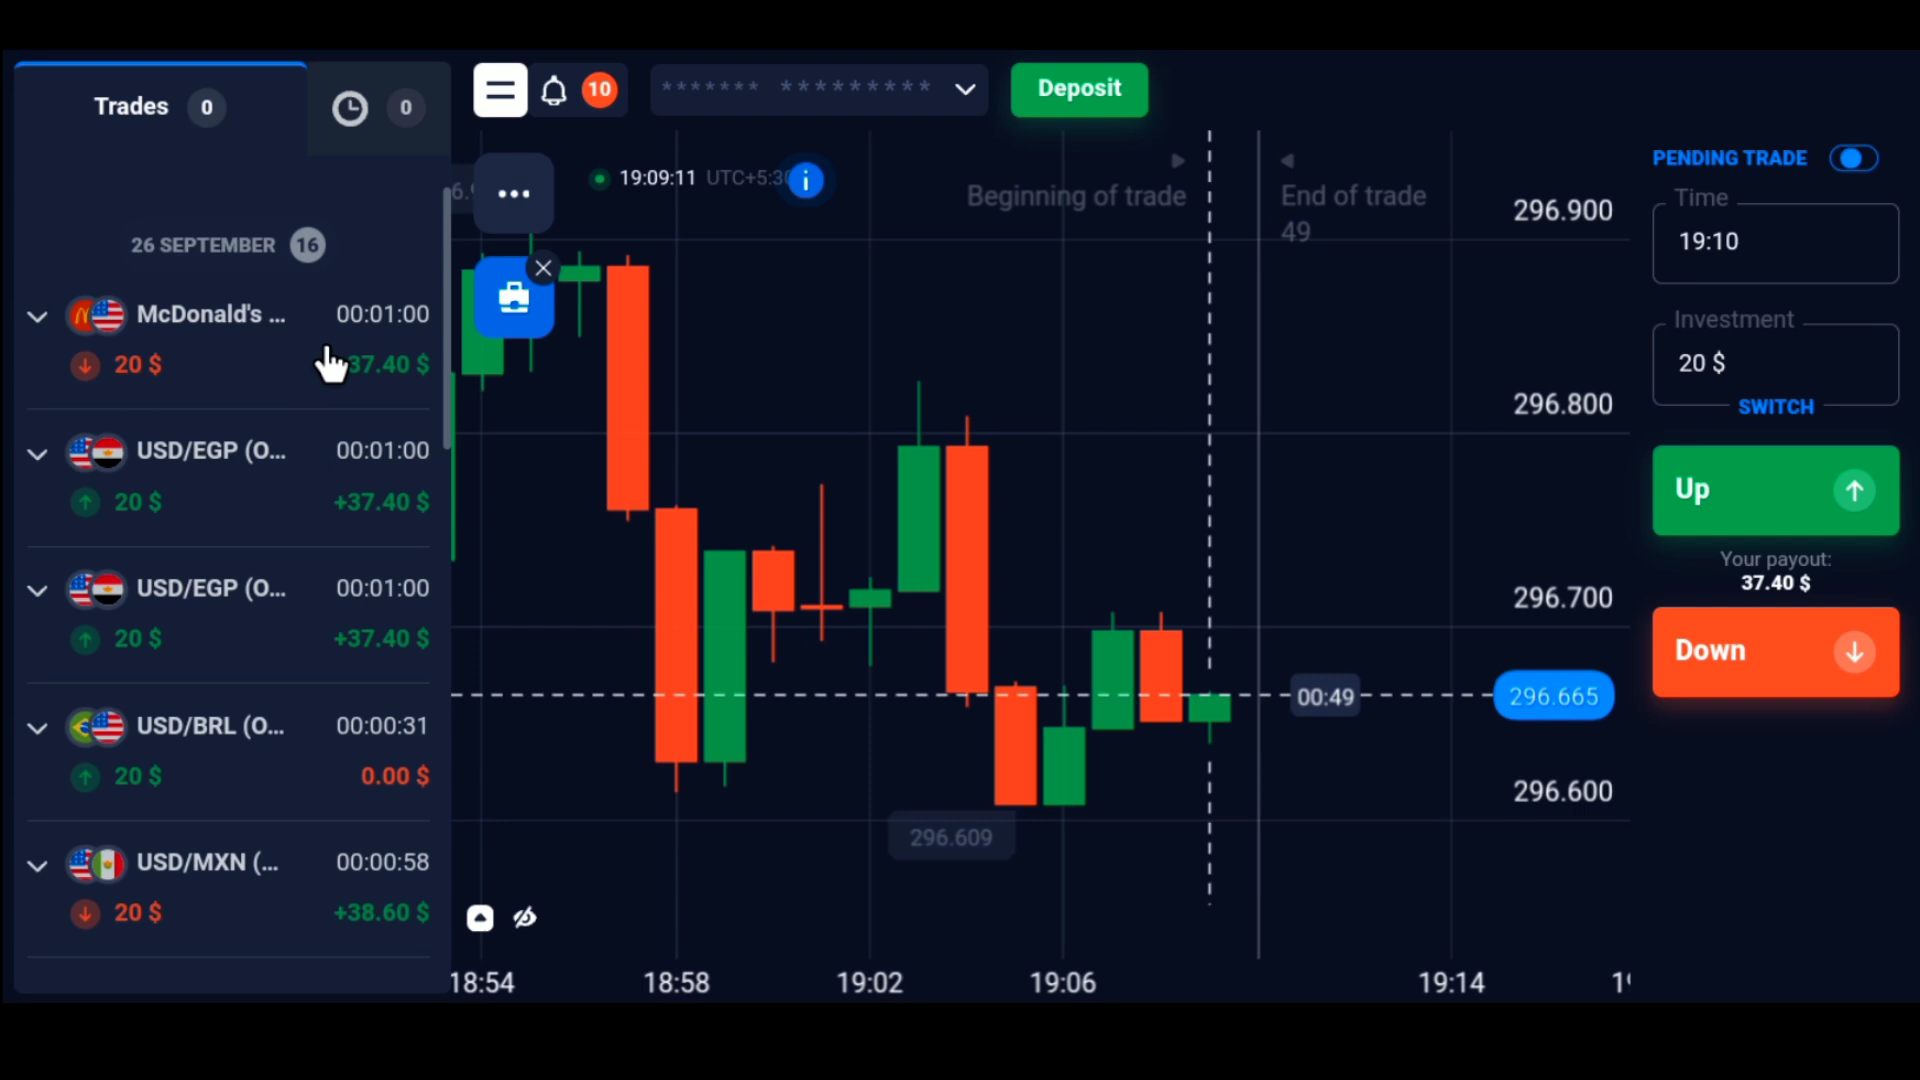 Trades 0
0
10
******* *********
Deposit
26 SEPTEMBER 16
McDonald's ... 00:01:00
20 $ 37.40 $
USD/EGP (O... 00:01:00
20 $ +37.40 $
USD/EGP (O... 00:01:00
20 $ +37.40 $
USD/BRL (O... 00:00:31
20 $ 0.00 $
USD/MXN (... 00:00:58
20 $ +38.60 $
19:09:11 UTC+5:30
Beginning of trade
End of trade
49
296.900
296.800
296.700
00:49
296.665
296.600
296.609
18:54 18:58 19:02 19:06 19:14
PENDING TRADE
Time
19:10
Investment
20 $
SWITCH
Up
Your payout:
37.40 $
Down